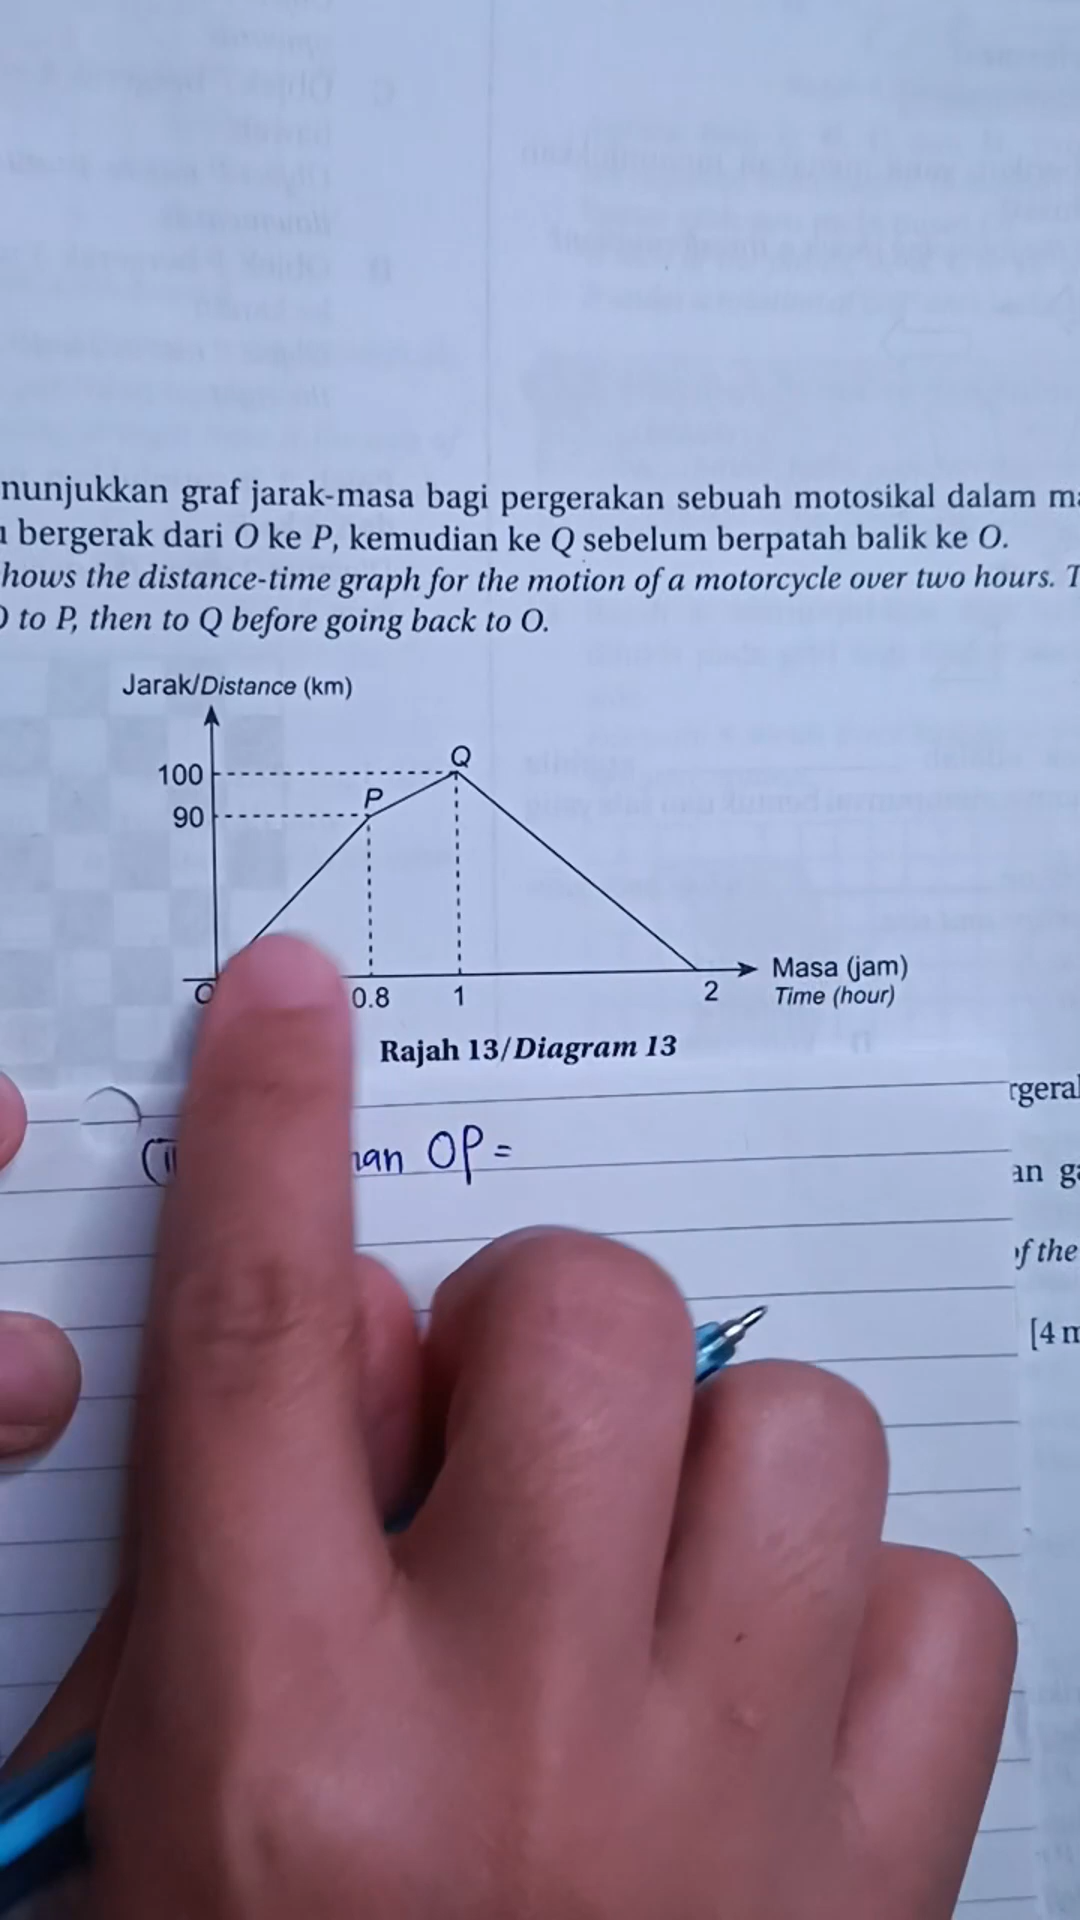 nunjukkan graf jarak-masa bagi pergerakan sebuah motosikal dalam
bergerak dari O ke P, kemudian ke Q sebelum berpatah balik ke O.
hows the distance-time graph for the motion of a motorcycle over two hours.
to P, then to Q before going back to O.
Jarak/Distance (km)
Q
100
P
90
O 0.8 1 2
Masa (jam)
Time (hour)
Rajah 13/Diagram 13
OP =
an
f the
[4